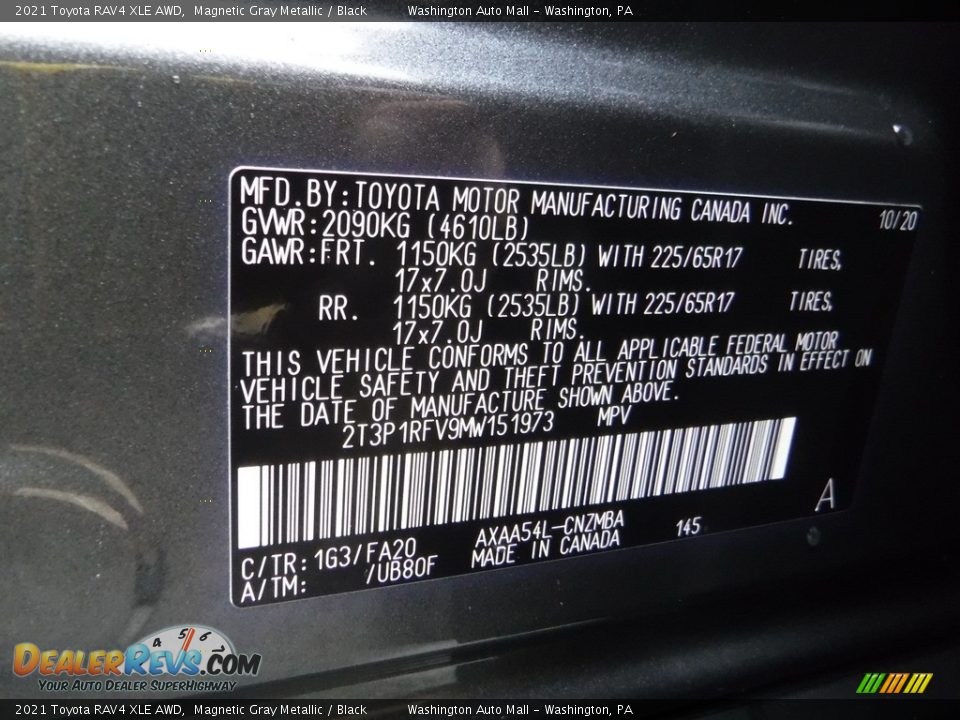 2021 Toyota RAV4 XLE AWD, Magnetic Gray Metallic / Black Washington Auto Mall - Washington, PA
MFD.BY:TOYOTA MOTOR MANUFACTURING CANADA INC. 10/20
GVWR:2090KG (4610LB)
GAWR:FRT. 1150KG (2535LB) WITH 225/65R17 TIRES,
17x7.0J RIMS.
RR. 1150KG (2535LB) WITH 225/65R17 TIRES,
17x7.0J RIMS.
THIS VEHICLE CONFORMS TO ALL APPLICABLE FEDERAL MOTOR
VEHICLE SAFETY AND THEFT PREVENTION STANDARDS IN EFFECT ON
THE DATE OF MANUFACTURE SHOWN ABOVE.
2T3P1RFV9MW151973 MPV
A
C/TR:1G3/FA20 AXAA54L-CNZMBA 145
A/TM: /UB80F MADE IN CANADA
4 5 6
DealerRevs.com
Your Auto Dealer SuperHighway
2021 Toyota RAV4 XLE AWD, Magnetic Gray Metallic / Black Washington Auto Mall - Washington, PA